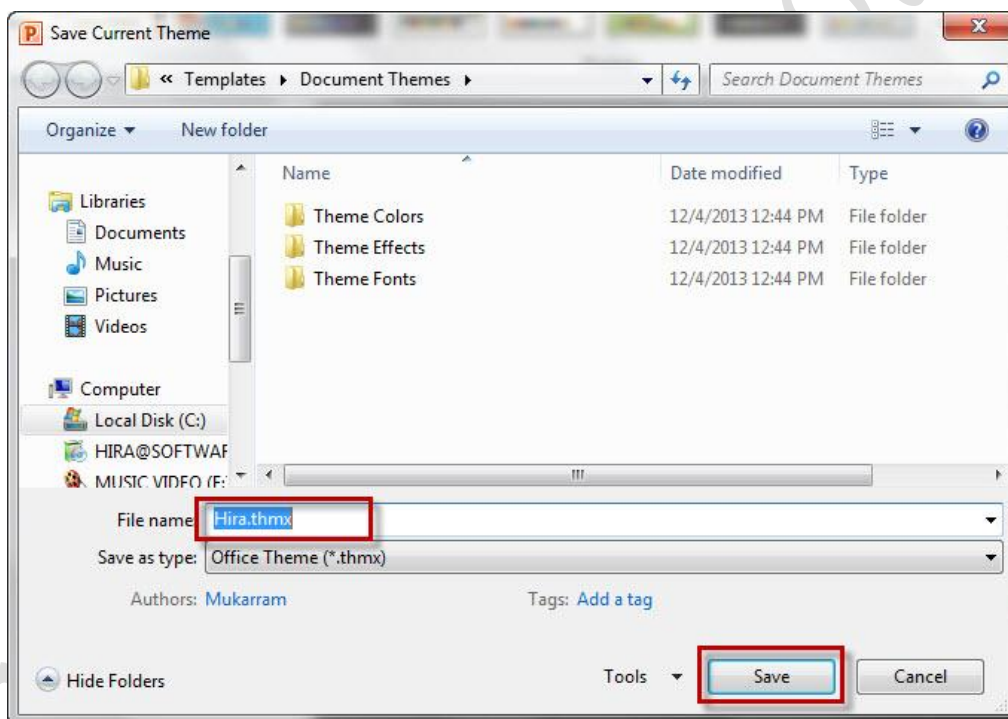 Save Current Theme
« Templates ▸ Document Themes ▸ Search Document Themes
Organize ▾ New folder
Name Date modified Type
Libraries
Documents
Music
Pictures
Videos
Computer
Local Disk (C:)
HIRA@SOFTWAR
MUSIC VIDEO (F:
Theme Colors 12/4/2013 12:44 PM File folder
Theme Effects 12/4/2013 12:44 PM File folder
Theme Fonts 12/4/2013 12:44 PM File folder
File name: Hira.thmx
Save as type: Office Theme (*.thmx)
Authors: Mukarram Tags: Add a tag
Hide Folders Tools ▾ Save Cancel